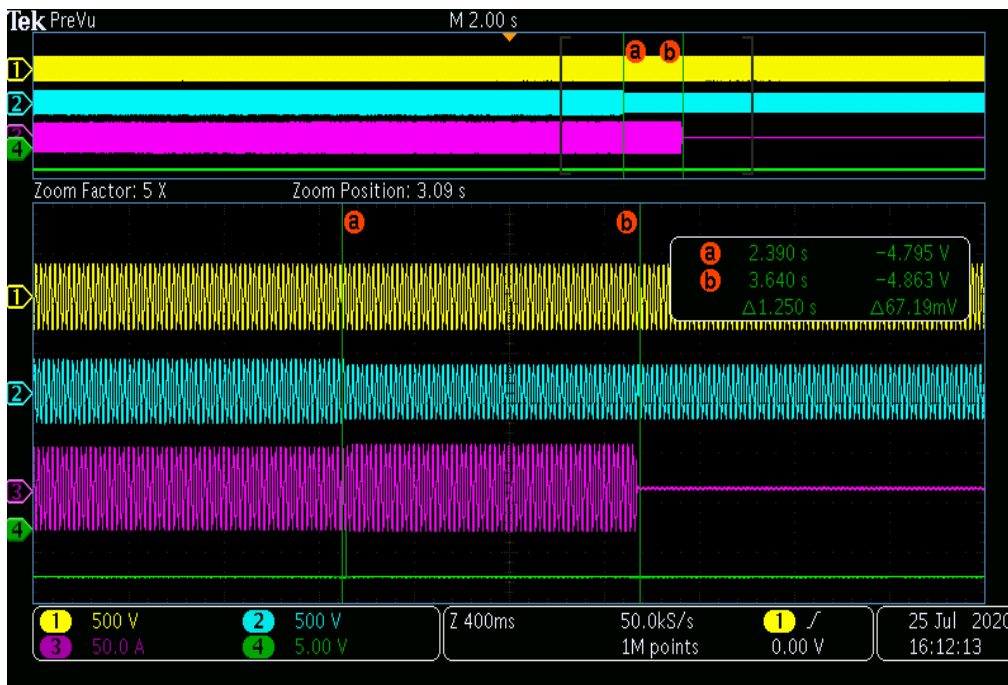 Tek PreVu M 2.00 s
a b
1
2
3
4
Zoom Factor: 5 X Zoom Position: 3.09 s
a b
a 2.390 s −4.795 V
b 3.640 s −4.863 V
Δ1.250 s Δ67.19mV
1
2
3
4
1 500 V 2 500 V Z 400ms 50.0kS/s 1 ∫ 25 Jul 2020
3 50.0 A 4 5.00 V 1M points 0.00 V 16:12:13